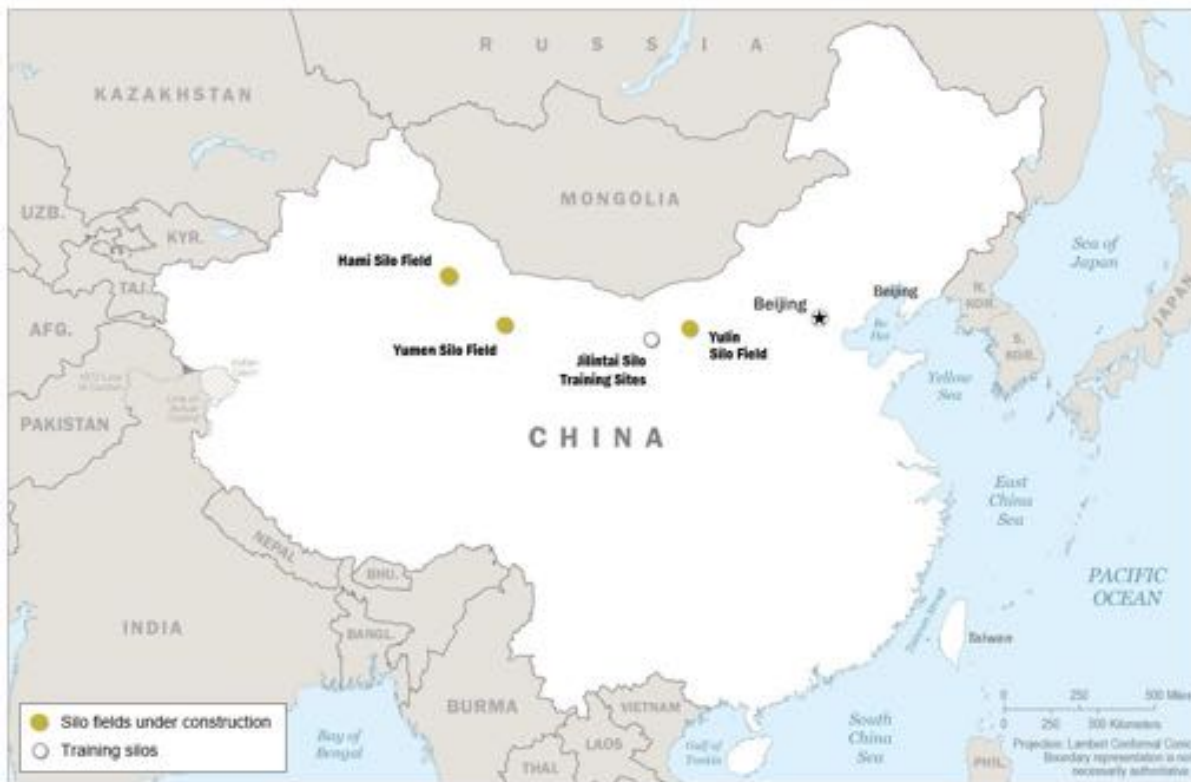 RUSSIA
KAZAKHSTAN
MONGOLIA
UZB.
KYR.
Sea of
Japan
Hami Silo Field
TAJ.
Beijing
Beijing
N.
KOR.
JAPAN
AFG.
Yumen Silo Field
Jilintai Silo
Training Sites
Yulin
Silo Field
Bo
Hai
S.
KOR.
Yellow
Sea
PAKISTAN
CHINA
East
China
Sea
NEPAL
BHU.
PACIFIC
OCEAN
INDIA
BANGL.
Taiwan
BURMA
VIETNAM
LAOS
THAI.
Silo fields under construction
Training silos
Bay of
Bengal
Gulf of
Tonkin
South
China
Sea
PHIL.
0 250 500 Miles
0 250 500 Kilometers
Projection: Lambert Conformal Conic
Boundary representation is not
necessarily authoritative